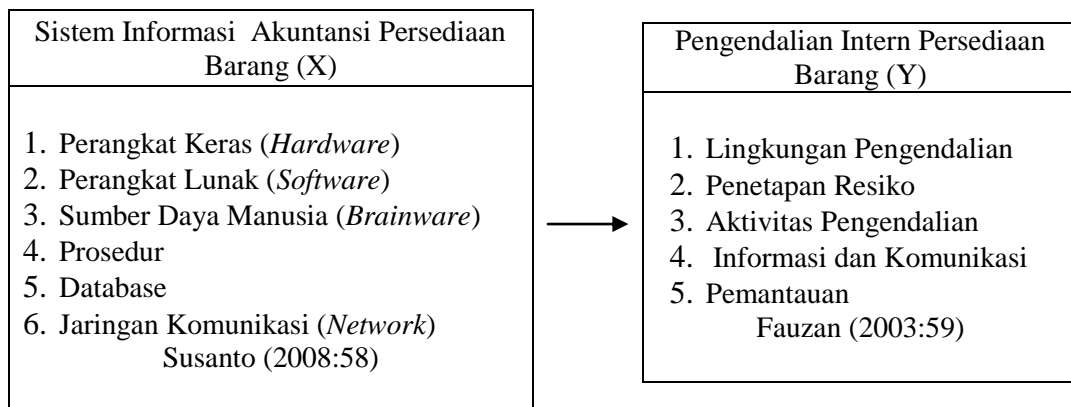 Sistem Informasi Akuntansi Persediaan
Barang (X)
1. Perangkat Keras (Hardware)
2. Perangkat Lunak (Software)
3. Sumber Daya Manusia (Brainware)
4. Prosedur
5. Database
6. Jaringan Komunikasi (Network)
Susanto (2008:58)
Pengendalian Intern Persediaan
Barang (Y)
1. Lingkungan Pengendalian
2. Penetapan Resiko
3. Aktivitas Pengendalian
4. Informasi dan Komunikasi
5. Pemantauan
Fauzan (2003:59)